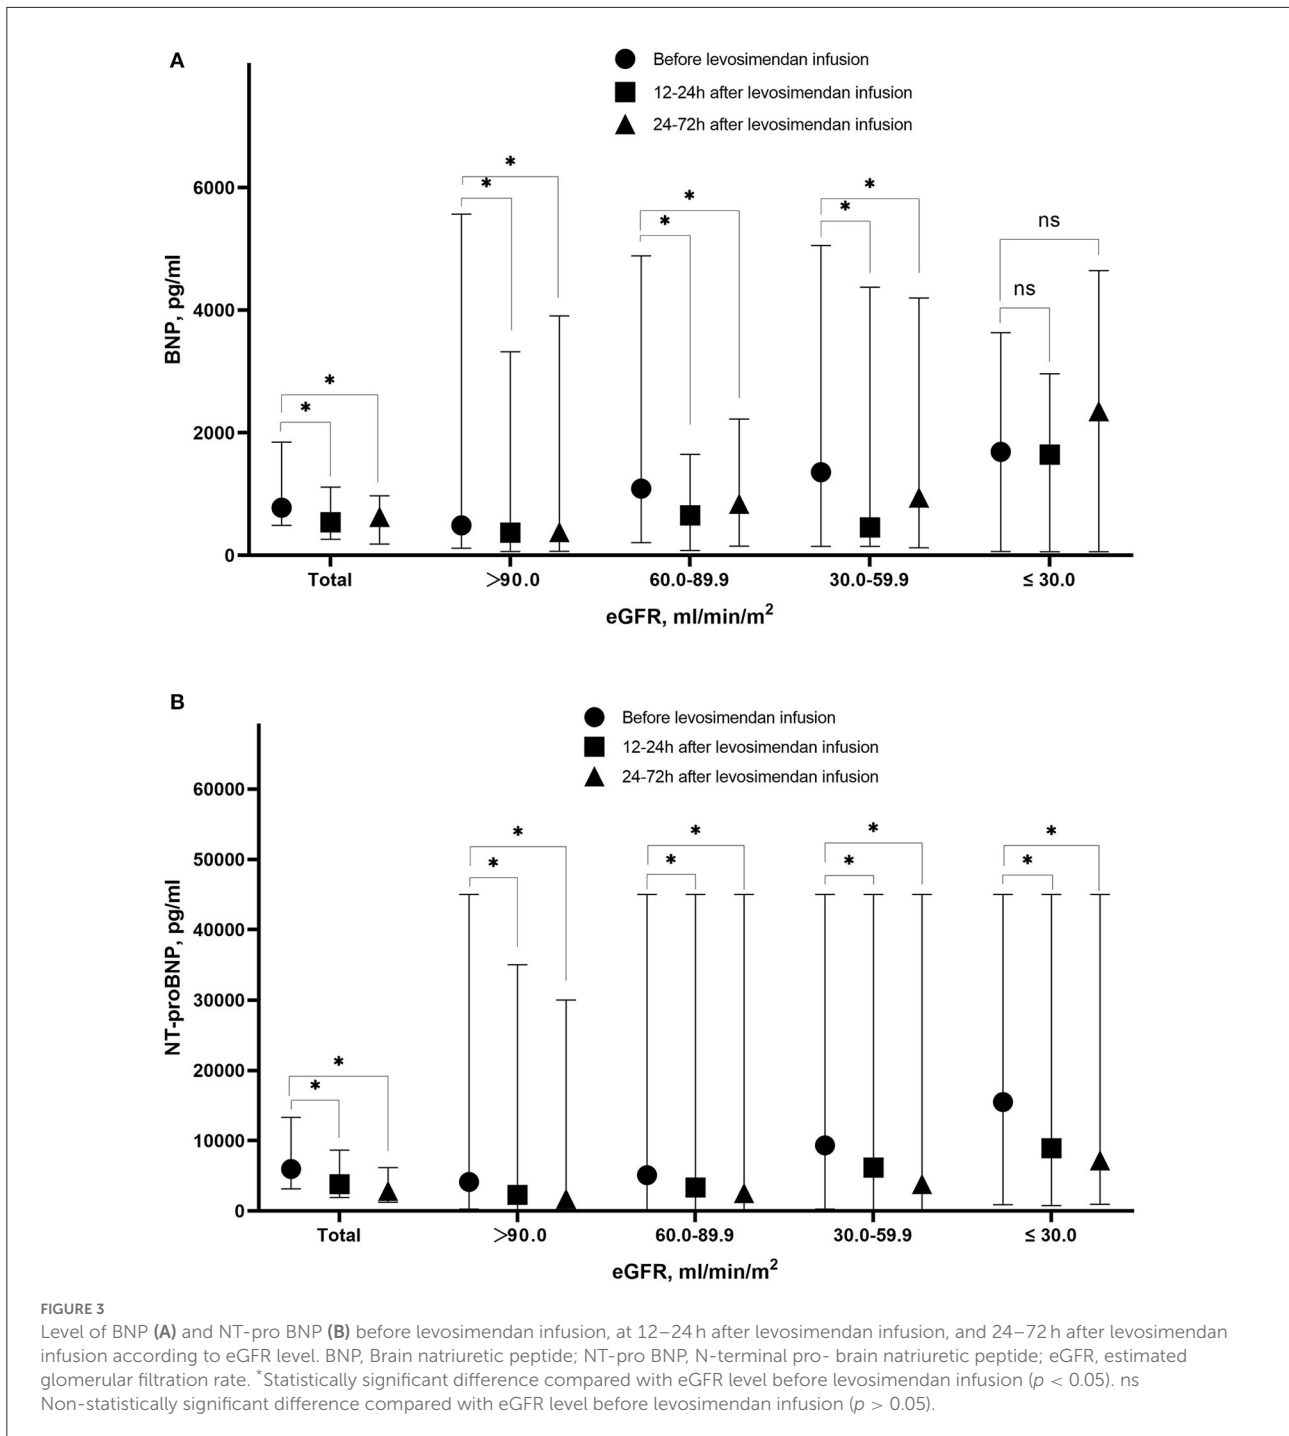 A
Before levosimendan infusion
12-24h after levosimendan infusion
24-72h after levosimendan infusion
BNP, pg/ml
6000
4000
2000
0
* * * * * * * * ns ns
Total >90.0 60.0-89.9 30.0-59.9 ≤ 30.0
eGFR, ml/min/m²
B
Before levosimendan infusion
12-24h after levosimendan infusion
24-72h after levosimendan infusion
NT-proBNP, pg/ml
60000
50000
40000
30000
20000
10000
0
* * * * * * * * * *
Total >90.0 60.0-89.9 30.0-59.9 ≤ 30.0
eGFR, ml/min/m²
FIGURE 3
Level of BNP (A) and NT-pro BNP (B) before levosimendan infusion, at 12–24 h after levosimendan infusion, and 24–72 h after levosimendan
infusion according to eGFR level. BNP, Brain natriuretic peptide; NT-pro BNP, N-terminal pro- brain natriuretic peptide; eGFR, estimated
glomerular filtration rate. *Statistically significant difference compared with eGFR level before levosimendan infusion (p < 0.05). ns
Non-statistically significant difference compared with eGFR level before levosimendan infusion (p > 0.05).